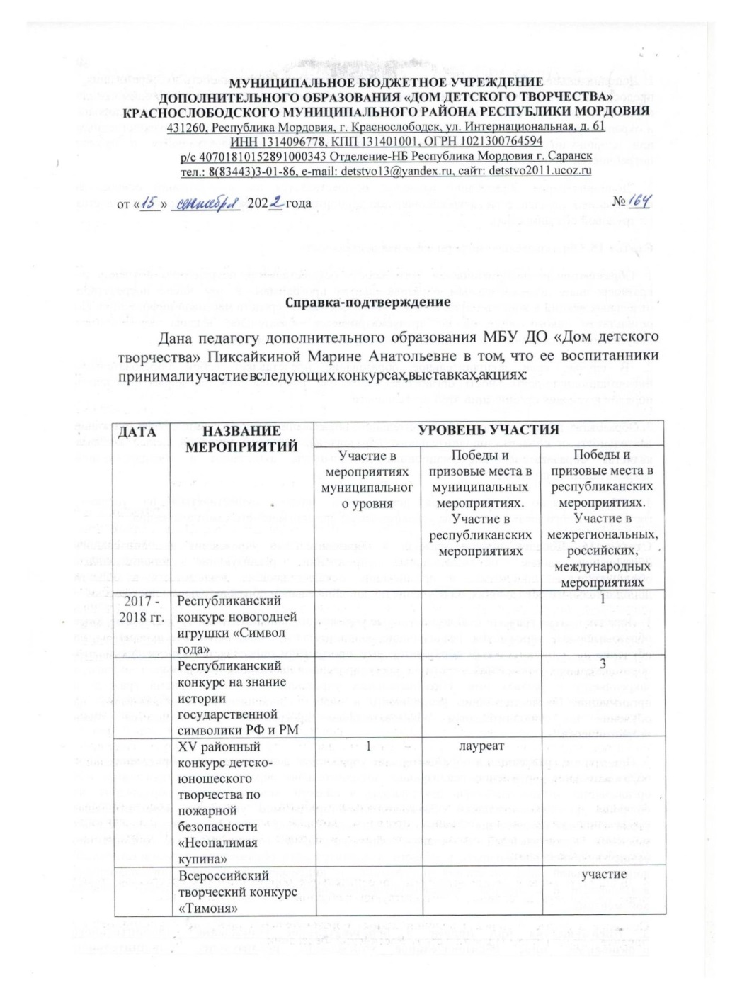 МУНИЦИПАЛЬНОЕ БЮДЖЕТНОЕ УЧРЕЖДЕНИЕ
ДОПОЛНИТЕЛЬНОГО ОБРАЗОВАНИЯ «ДОМ ДЕТСКОГО ТВОРЧЕСТВА»
КРАСНОСЛОБОДСКОГО МУНИЦИПАЛЬНОГО РАЙОНА РЕСПУБЛИКИ МОРДОВИЯ
431260, Республика Мордовия, г. Краснослободск, ул. Интернациональная, д. 61
ИНН 1314096778, КПП 131401001, ОГРН 1021300764594
р/с 40701810152891000343 Отделение-НБ Республика Мордовия г. Саранск
тел.: 8(83443)3-01-86, e-mail: detstvo13@yandex.ru, сайт: detstvo2011.ucoz.ru
от «15» сентября 2022 года № 164
Справка-подтверждение
Дана педагогу дополнительного образования МБУ ДО «Дом детского
творчества» Пиксайкиной Марине Анатольевне в том, что ее воспитанники
принимали участие в следующих конкурсах, выставках, акциях:
ДАТА
НАЗВАНИЕ
МЕРОПРИЯТИЙ
УРОВЕНЬ УЧАСТИЯ
Участие в
мероприятиях
муниципальног
о уровня
Победы и
призовые места в
муниципальных
мероприятиях.
Участие в
республиканских
мероприятиях
Победы и
призовые места в
республиканских
мероприятиях.
Участие в
межрегиональных,
российских,
международных
мероприятиях
2017 -
2018 гг.
Республиканский
конкурс новогодней
игрушки «Символ
года»
1
Республиканский
конкурс на знание
истории
государственной
символики РФ и РМ
3
XV районный
конкурс детско-
юношеского
творчества по
пожарной
безопасности
«Неопалимая
купина»
1
лауреат
Всероссийский
творческий конкурс
«Тимоня»
участие